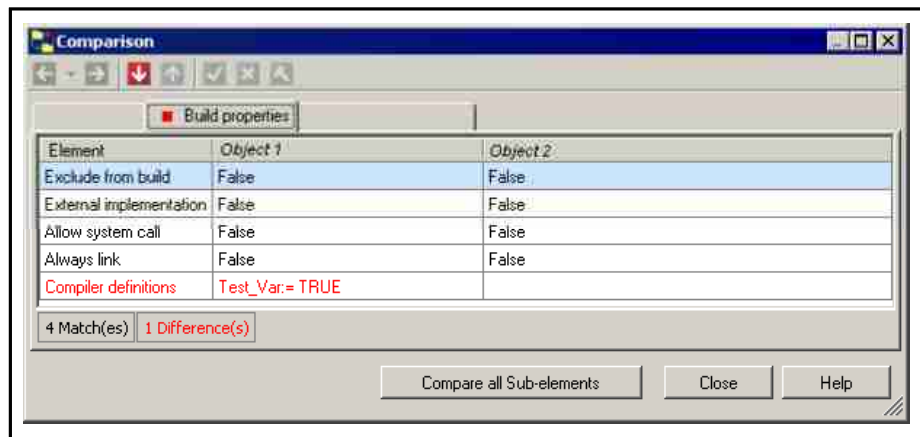 Comparison
Build properties
Element Object 1 Object 2
Exclude from build False False
External implementation False False
Allow system call False False
Always link False False
Compiler definitions Test_Var:= TRUE
4 Match(es) 1 Difference(s)
Compare all Sub-elements Close Help